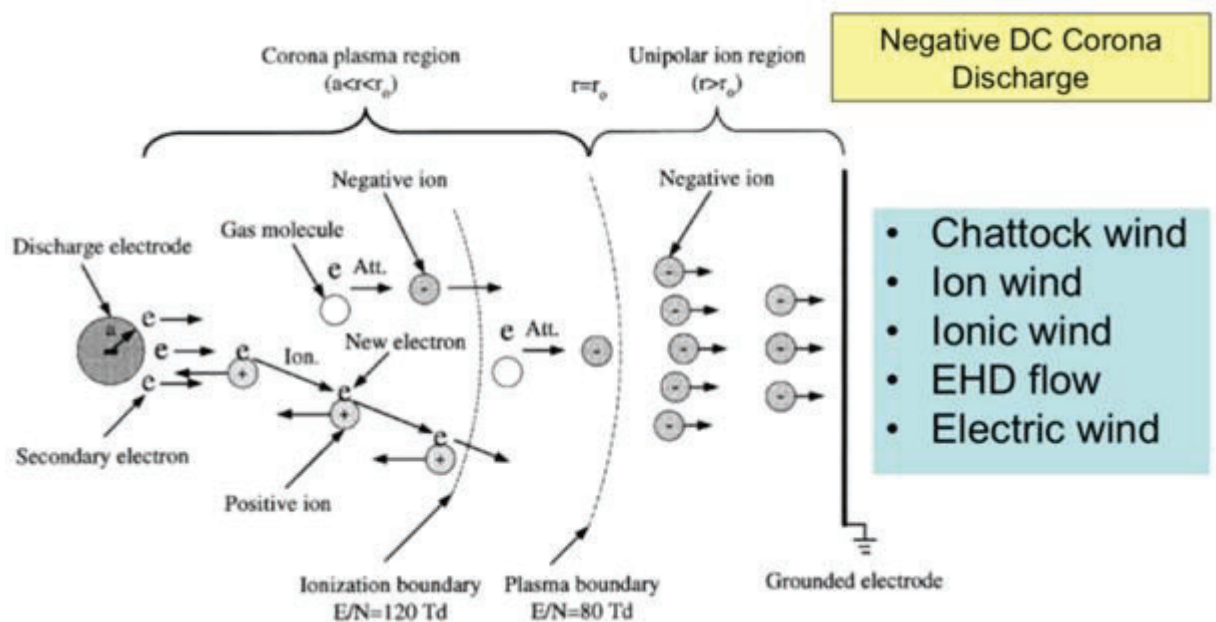 Negative DC Corona
Discharge
Corona plasma region
(a<r<r₀)
r=r₀
Unipolar ion region
(r>r₀)
Negative ion
Negative ion
Gas molecule
Discharge electrode
e Att.
-
a
-
e
e
e
e
+
Ion.
New electron
e
+
e
+
e Att.
-
- - - - -
- - -
Secondary electron
Positive ion
Ionization boundary
E/N=120 Td
Plasma boundary
E/N=80 Td
Grounded electrode
• Chattock wind
• Ion wind
• Ionic wind
• EHD flow
• Electric wind